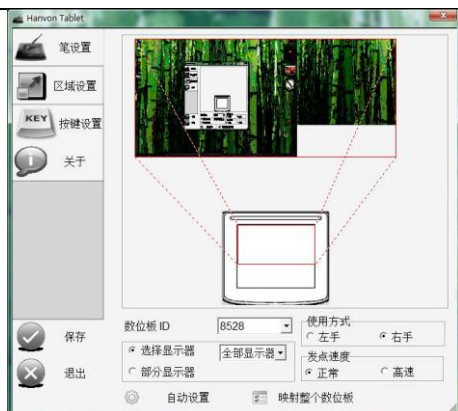 Hanvon Tablet
笔设置
区域设置
KEY 按键设置
关于
数位板 ID 8528
使用方式
左手 右手
选择显示器 全部显示器
部分显示器
发点速度
正常 高速
保存
退出
自动设置 映射整个数位板